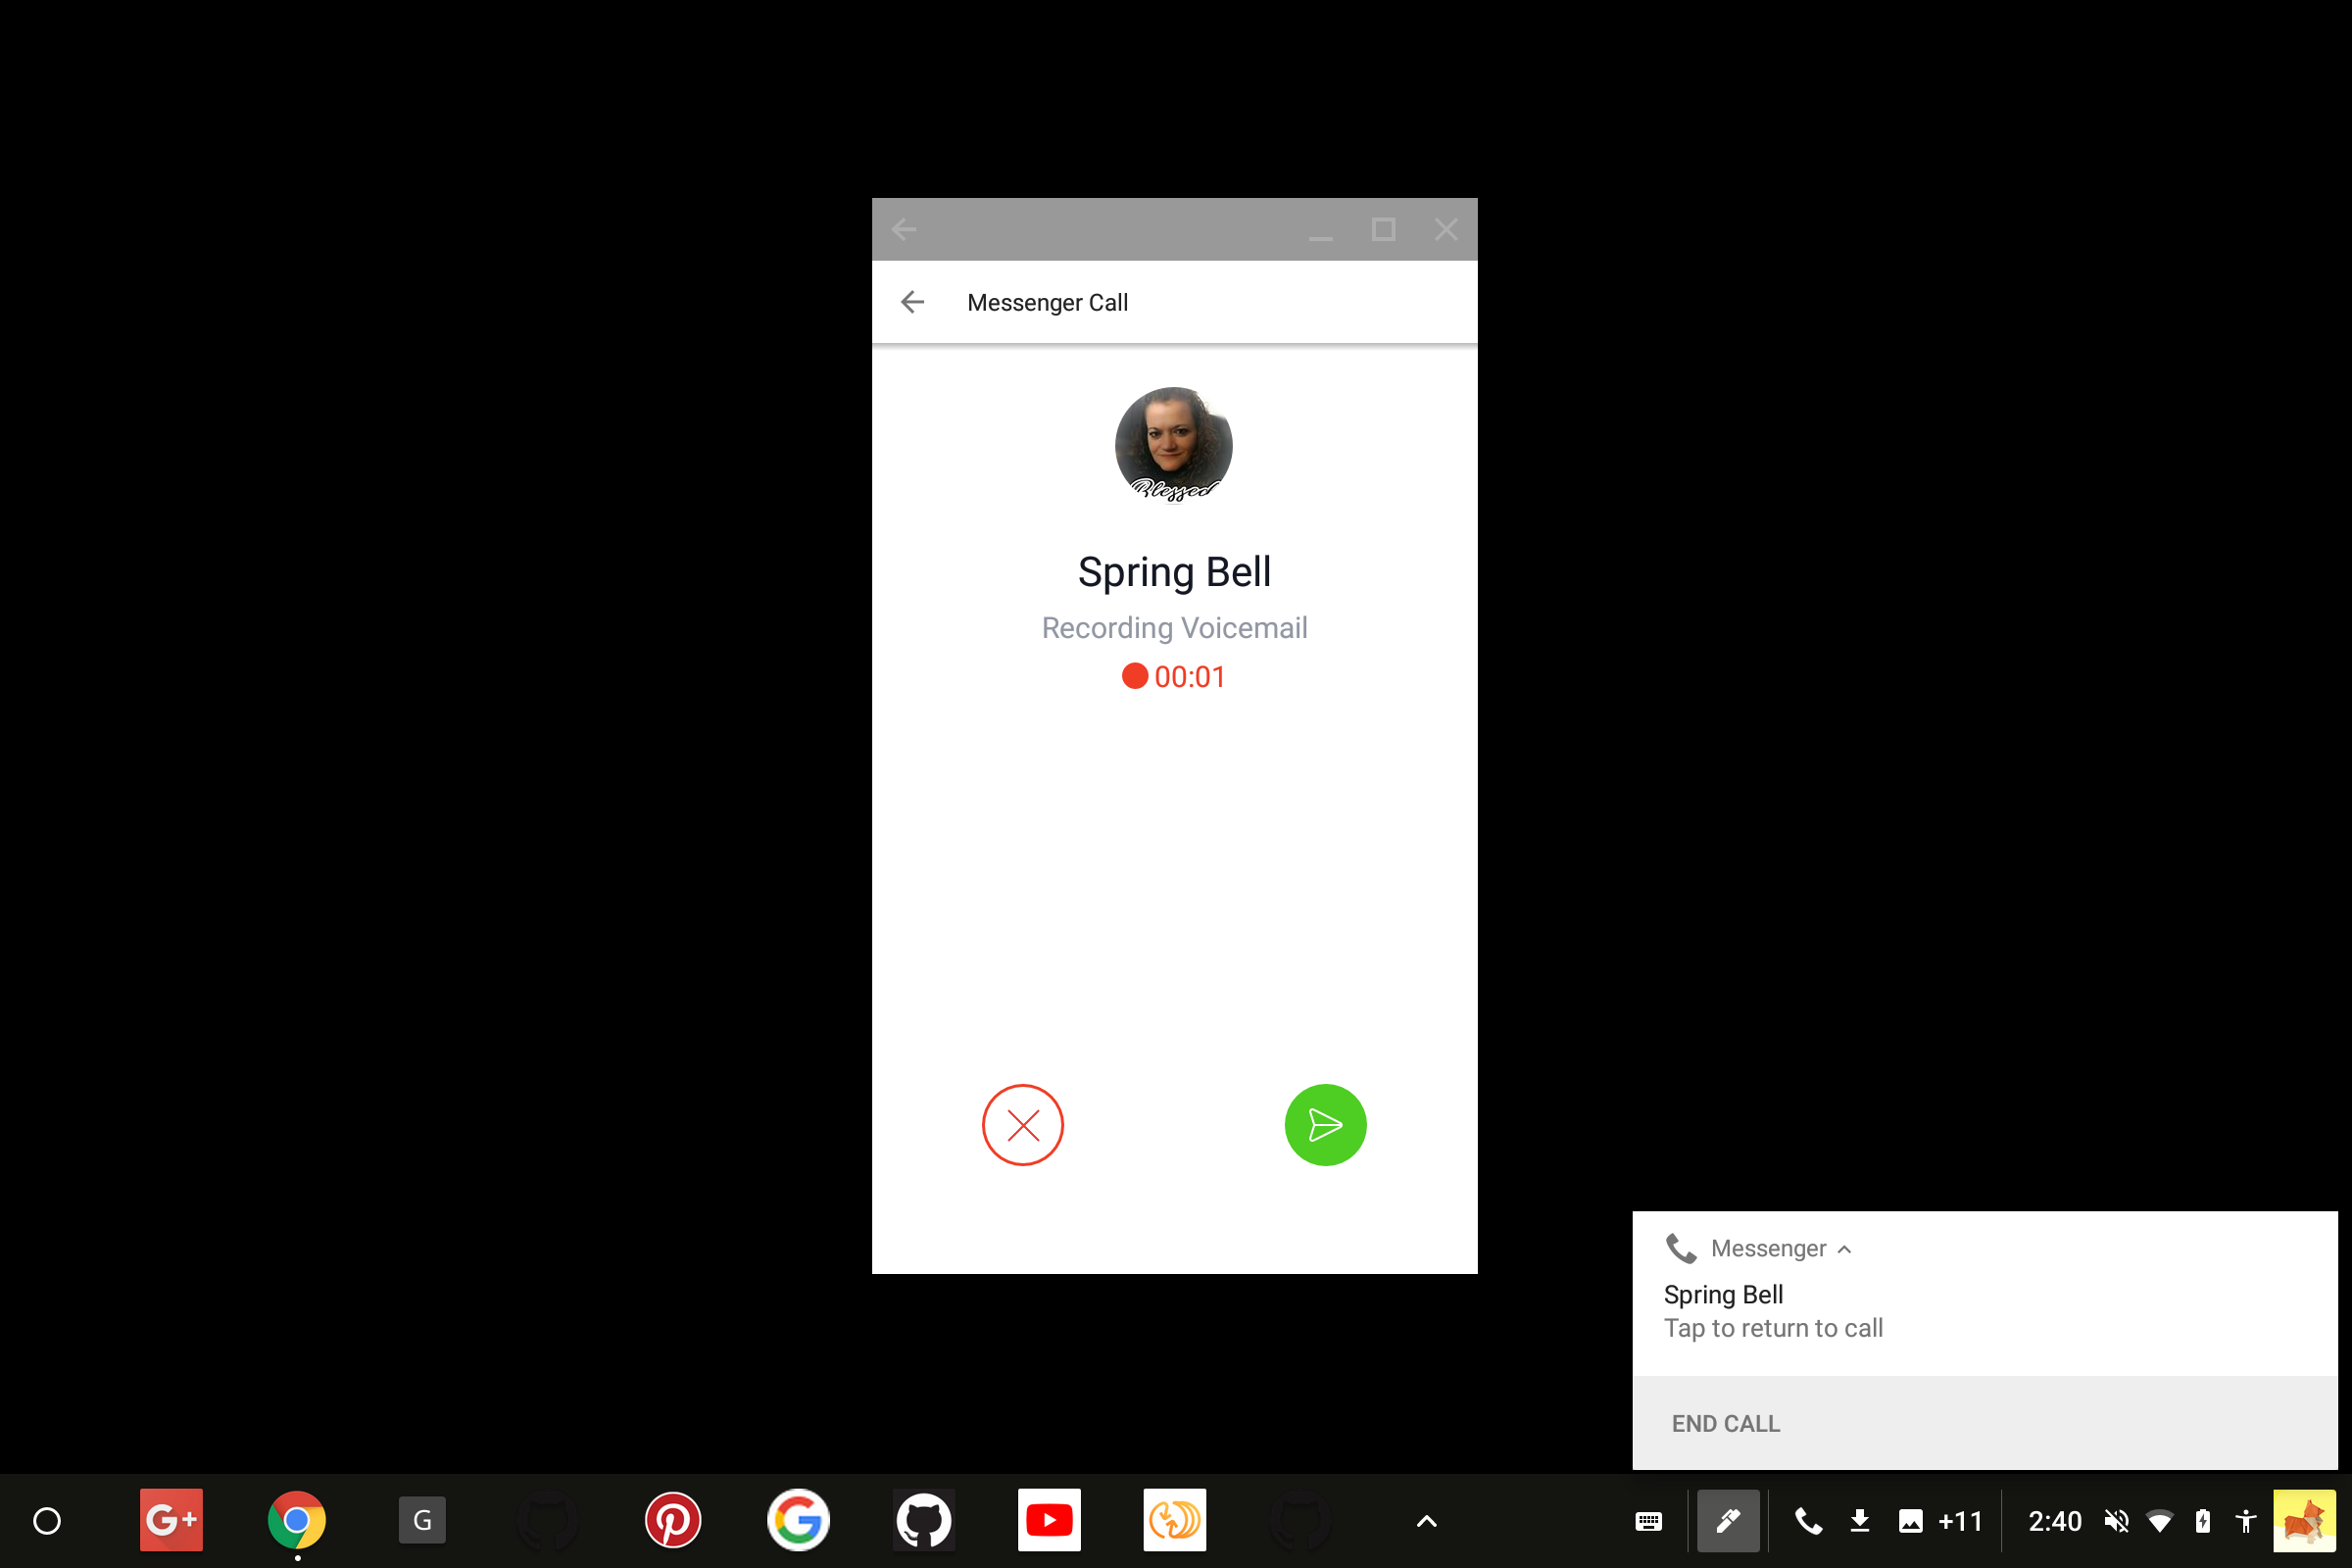 Messenger Call
Blessed
Spring Bell
Recording Voicemail
00:01
Messenger
Spring Bell
Tap to return to call
END CALL
G+
G
G
+11
2:40